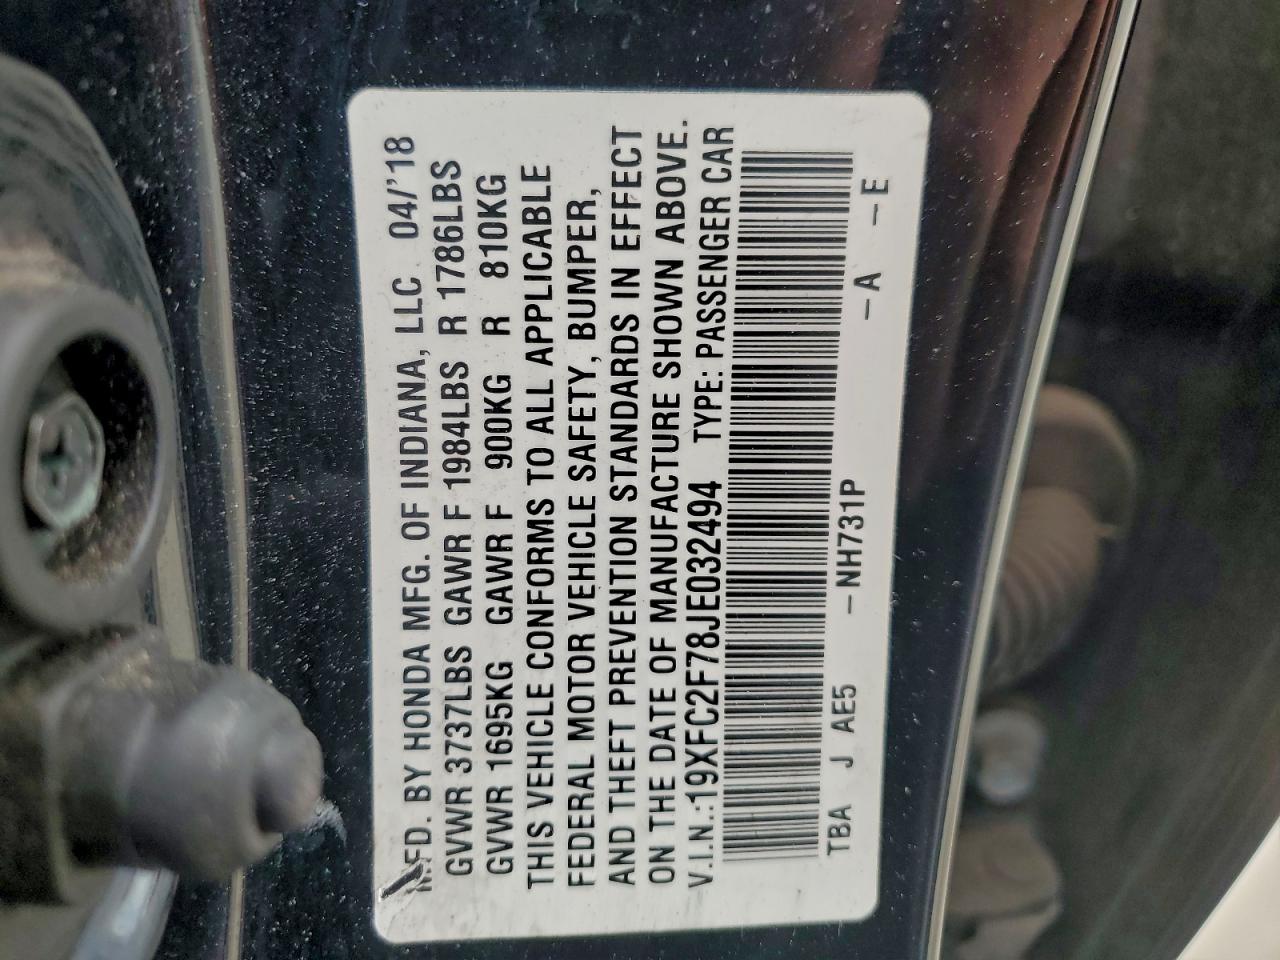 MFD. BY HONDA MFG. OF INDIANA, LLC 04/'18
GVWR 3737LBS GAWR F 1984LBS R 1786LBS
GVWR 1695KG GAWR F 900KG R 810KG
THIS VEHICLE CONFORMS TO ALL APPLICABLE
FEDERAL MOTOR VEHICLE SAFETY, BUMPER,
AND THEFT PREVENTION STANDARDS IN EFFECT
ON THE DATE OF MANUFACTURE SHOWN ABOVE.
V.I.N.:19XFC2F78JE032494 TYPE: PASSENGER CAR
TBA J AE5 -NH731P -A -E